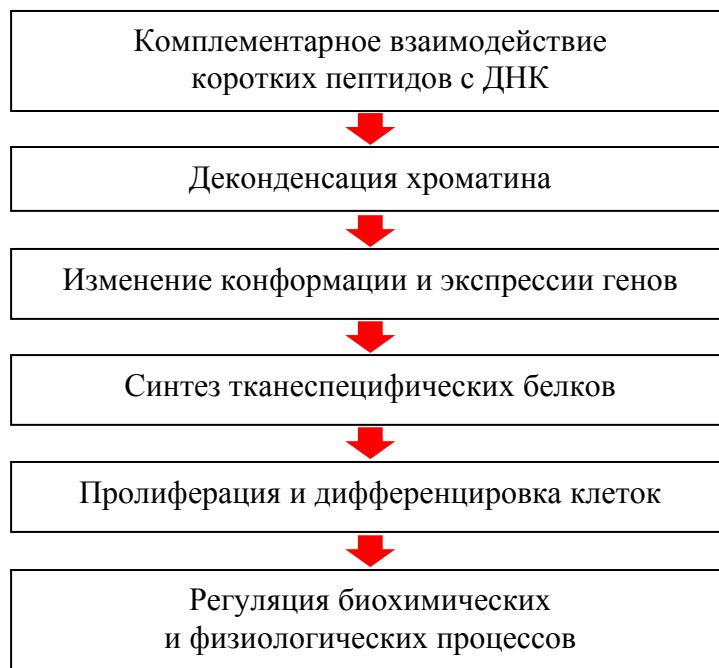 Комплементарное взаимодействие
коротких пептидов с ДНК
Деконденсация хроматина
Изменение конформации и экспрессии генов
Синтез тканеспецифических белков
Пролиферация и дифференцировка клеток
Регуляция биохимических
и физиологических процессов